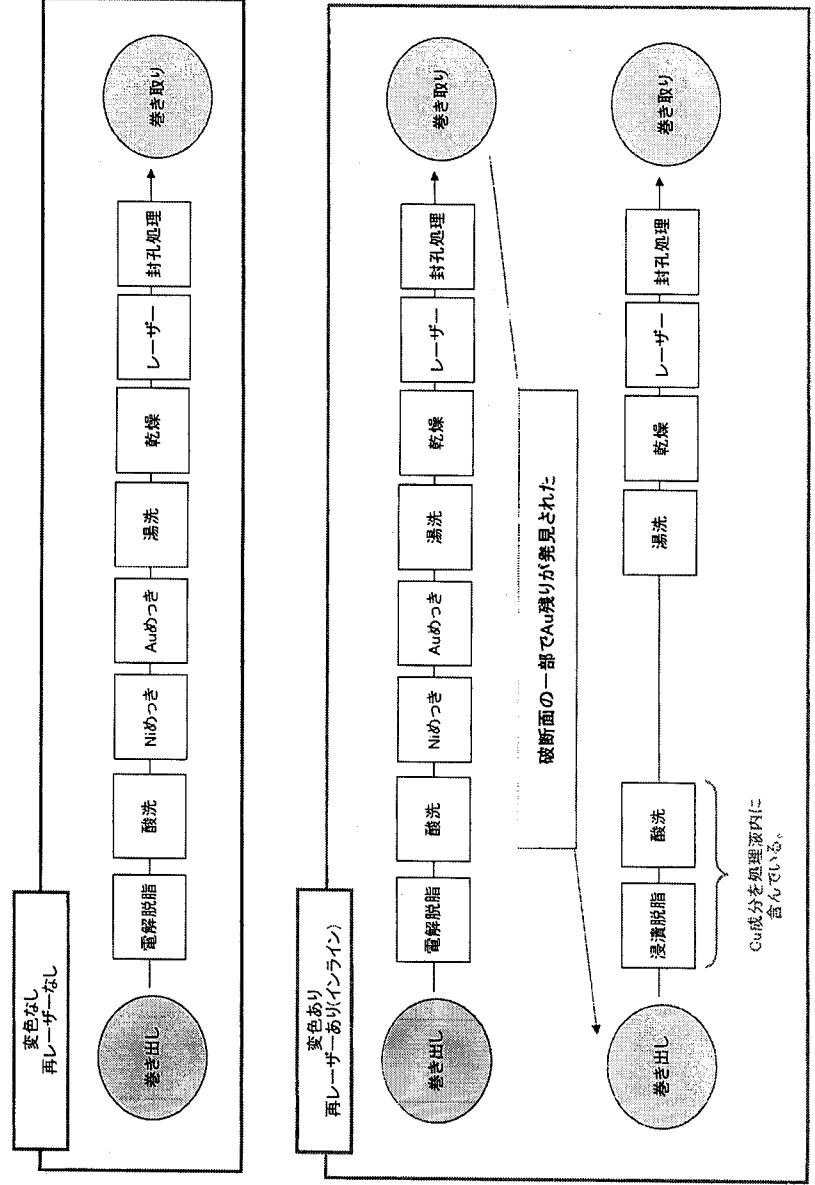 変色なし
再レーザーなし
巻き出し
電解脱脂
酸洗
Niめっき
Auめっき
湯洗
乾燥
レーザー
封孔処理
巻き取り
変色あり
再レーザーあり(インライン)
巻き出し
電解脱脂
酸洗
Niめっき
Auめっき
湯洗
乾燥
レーザー
封孔処理
巻き取り
破断面の一部でAu残りが発見された
巻き出し
浸漬脱脂
酸洗
湯洗
乾燥
レーザー
封孔処理
巻き取り
Cu成分を処理液内に
含んでいる。